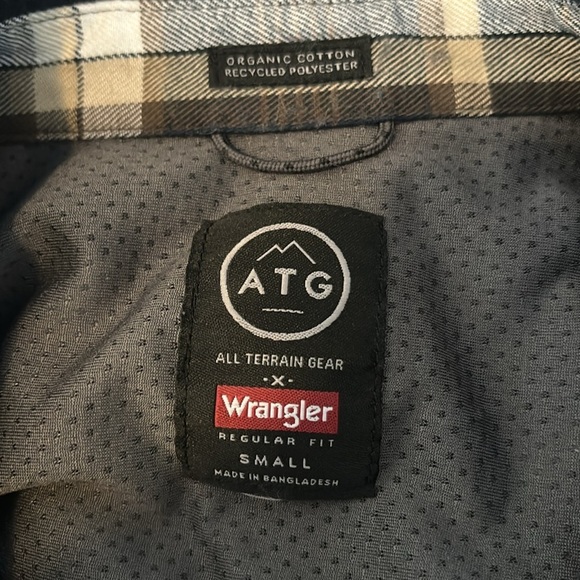 ORGANIC COTTON
RECYCLED POLYESTER
ATG
ALL TERRAIN GEAR
-X-
Wrangler
REGULAR FIT
SMALL
MADE IN BANGLADESH